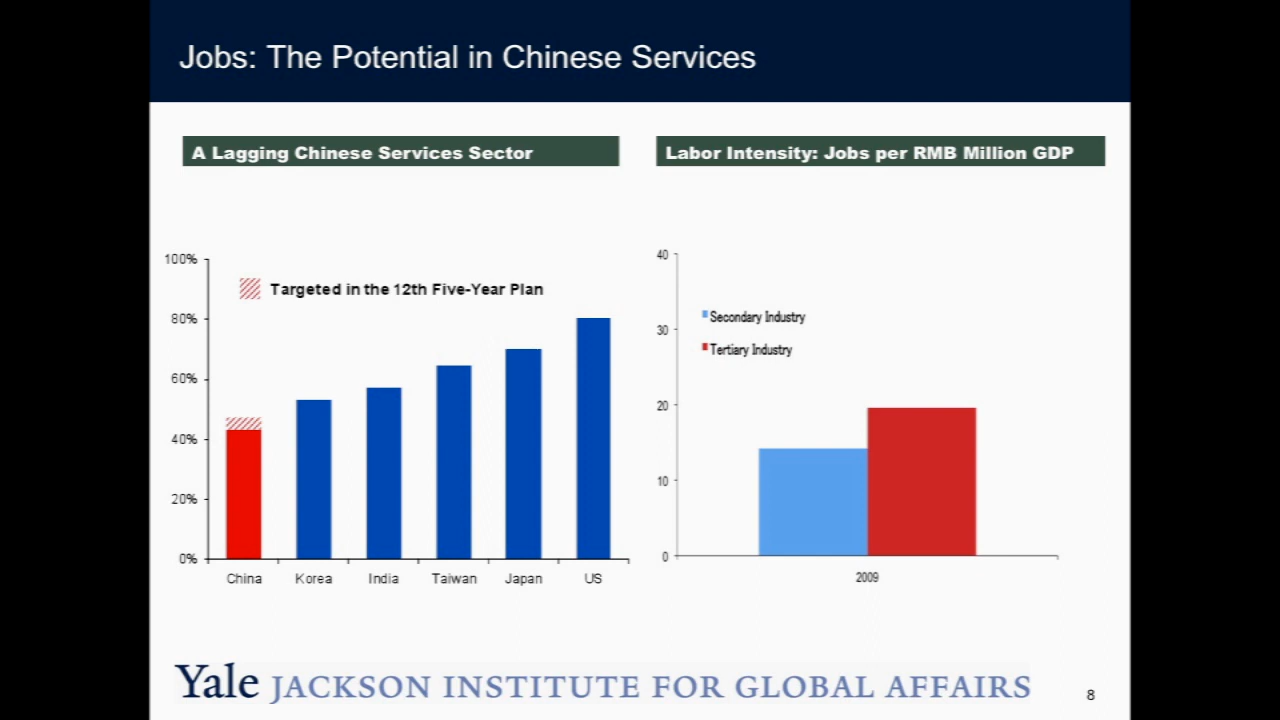 Jobs: The Potential in Chinese Services
A Lagging Chinese Services Sector
Labor Intensity: Jobs per RMB Million GDP
100%
80%
60%
40%
20%
0%
Targeted in the 12th Five-Year Plan
China
Korea
India
Taiwan
Japan
US
40
30
20
10
0
Secondary Industry
Tertiary Industry
2009
Yale JACKSON INSTITUTE FOR GLOBAL AFFAIRS
8